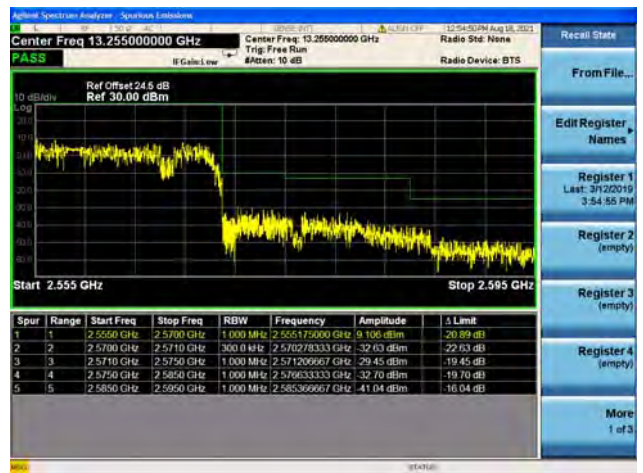 Agilent Spectrum Analyzer - Spurious Emissions
12:54:50 PM Aug 18, 2021
Center Freq 13.255000000 GHz
Center Freq: 13.255000000 GHz
Radio Std: None
Recall State
PASS
IFGain:Low
Trig: Free Run
#Atten: 10 dB
Radio Device: BTS
From File...
Ref Offset 24.5 dB
10 dB/div
Ref 30.00 dBm
Log
Edit Register
Names
Register 1
Last: 3/12/2019
3:54:55 PM
Register 2
(empty)
Start 2.555 GHz
Stop 2.595 GHz
Register 3
(empty)
Spur Range Start Freq Stop Freq RBW Frequency Amplitude Δ Limit
1 1 2.5550 GHz 2.5700 GHz 1.000 MHz 2.555175000 GHz 9.106 dBm -20.89 dB
2 2 2.5700 GHz 2.5710 GHz 300.0 kHz 2.570278333 GHz -32.63 dBm -22.63 dB
3 3 2.5710 GHz 2.5750 GHz 1.000 MHz 2.571206667 GHz -29.45 dBm -19.45 dB
4 4 2.5750 GHz 2.5850 GHz 1.000 MHz 2.576633333 GHz -32.70 dBm -19.70 dB
5 5 2.5850 GHz 2.5950 GHz 1.000 MHz 2.585366667 GHz -41.04 dBm -16.04 dB
Register 4
(empty)
More
1 of 3
MSG
STATUS